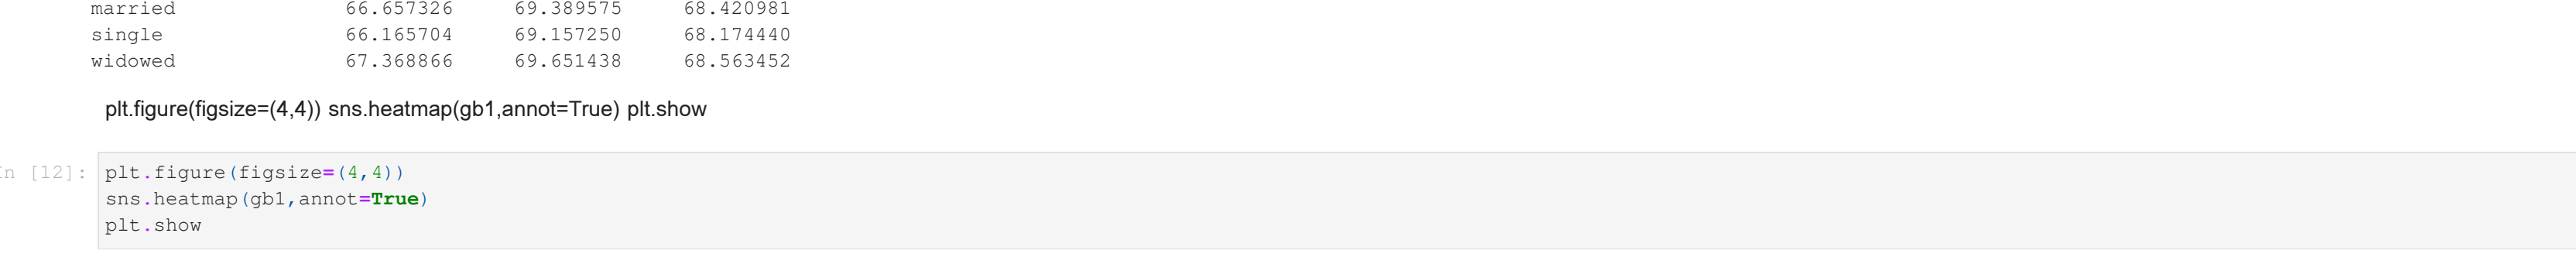 married 66.657326 69.389575 68.420981
single 66.165704 69.157250 68.174440
widowed 67.368866 69.651438 68.563452
plt.figure(figsize=(4,4)) sns.heatmap(gb1,annot=True) plt.show
In [12]: plt.figure(figsize=(4,4))
sns.heatmap(gb1,annot=True)
plt.show